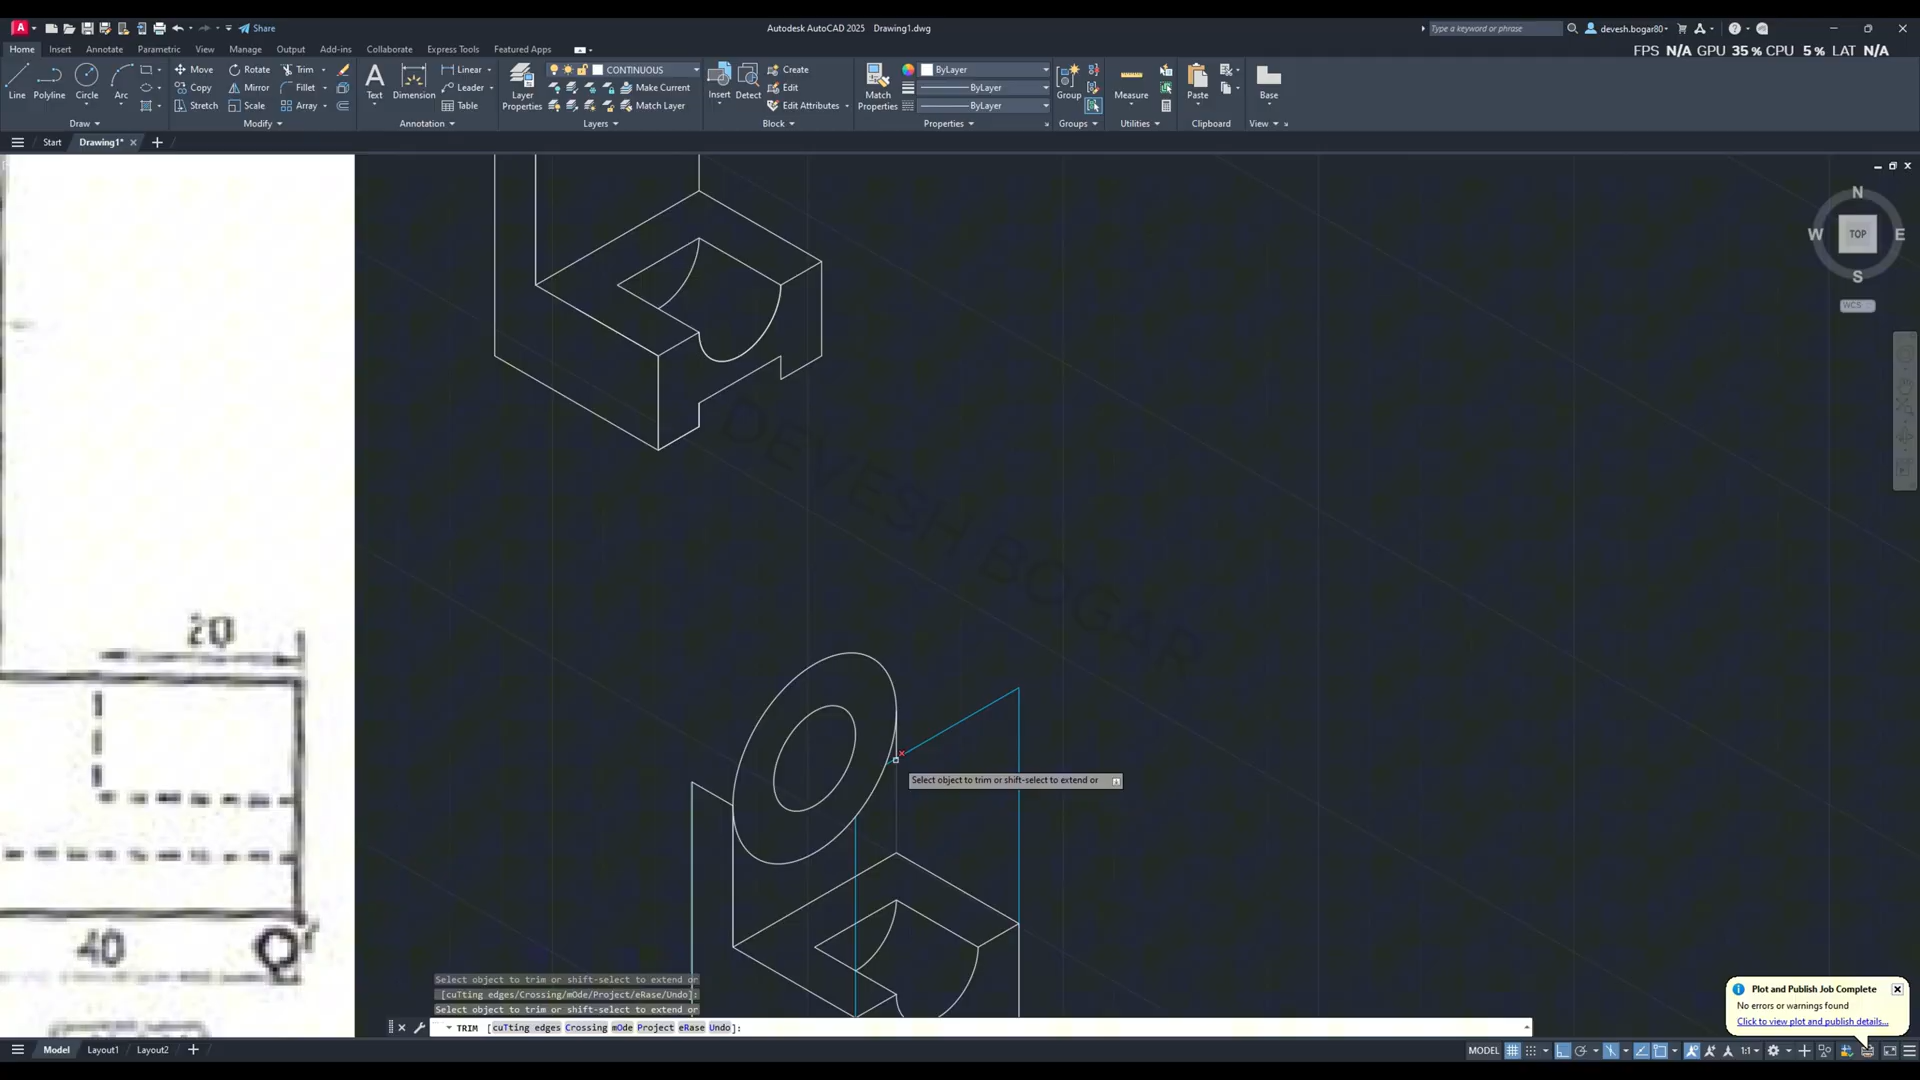 Share
Autodesk AutoCAD 2025 Drawing1.dwg
Type a keyword or phrase
devesh.bogar80
Home Insert Annotate Parametric View Manage Output Add-ins Collaborate Express Tools Featured Apps
FPS N/A GPU 35 % CPU 5 % LAT N/A
Line Polyline Circle Arc
Move Rotate Trim
Copy Mirror Fillet
Stretch Scale Array
Text Dimension
Linear
Leader
Table
Layer Properties
CONTINUOUS
Make Current
Match Layer
Insert Detect
Create
Edit
Edit Attributes
Match Properties
ByLayer
ByLayer
ByLayer
Group
Measure
Paste
Base
Draw Modify Annotation Layers Block Properties Groups Utilities Clipboard View
Start Drawing1*
N
W TOP E
S
WCS
DEVESH BOGAR
20
40
Select object to trim or shift-select to extend or
Select object to trim or shift-select to extend or
[cuTting edges/Crossing/mOde/Project/eRase/Undo]:
Select object to trim or shift-select to extend or
TRIM [cuTting edges Crossing mOde Project eRase Undo]:
Plot and Publish Job Complete
No errors or warnings found
Click to view plot and publish details...
Model Layout1 Layout2
MODEL
1:1